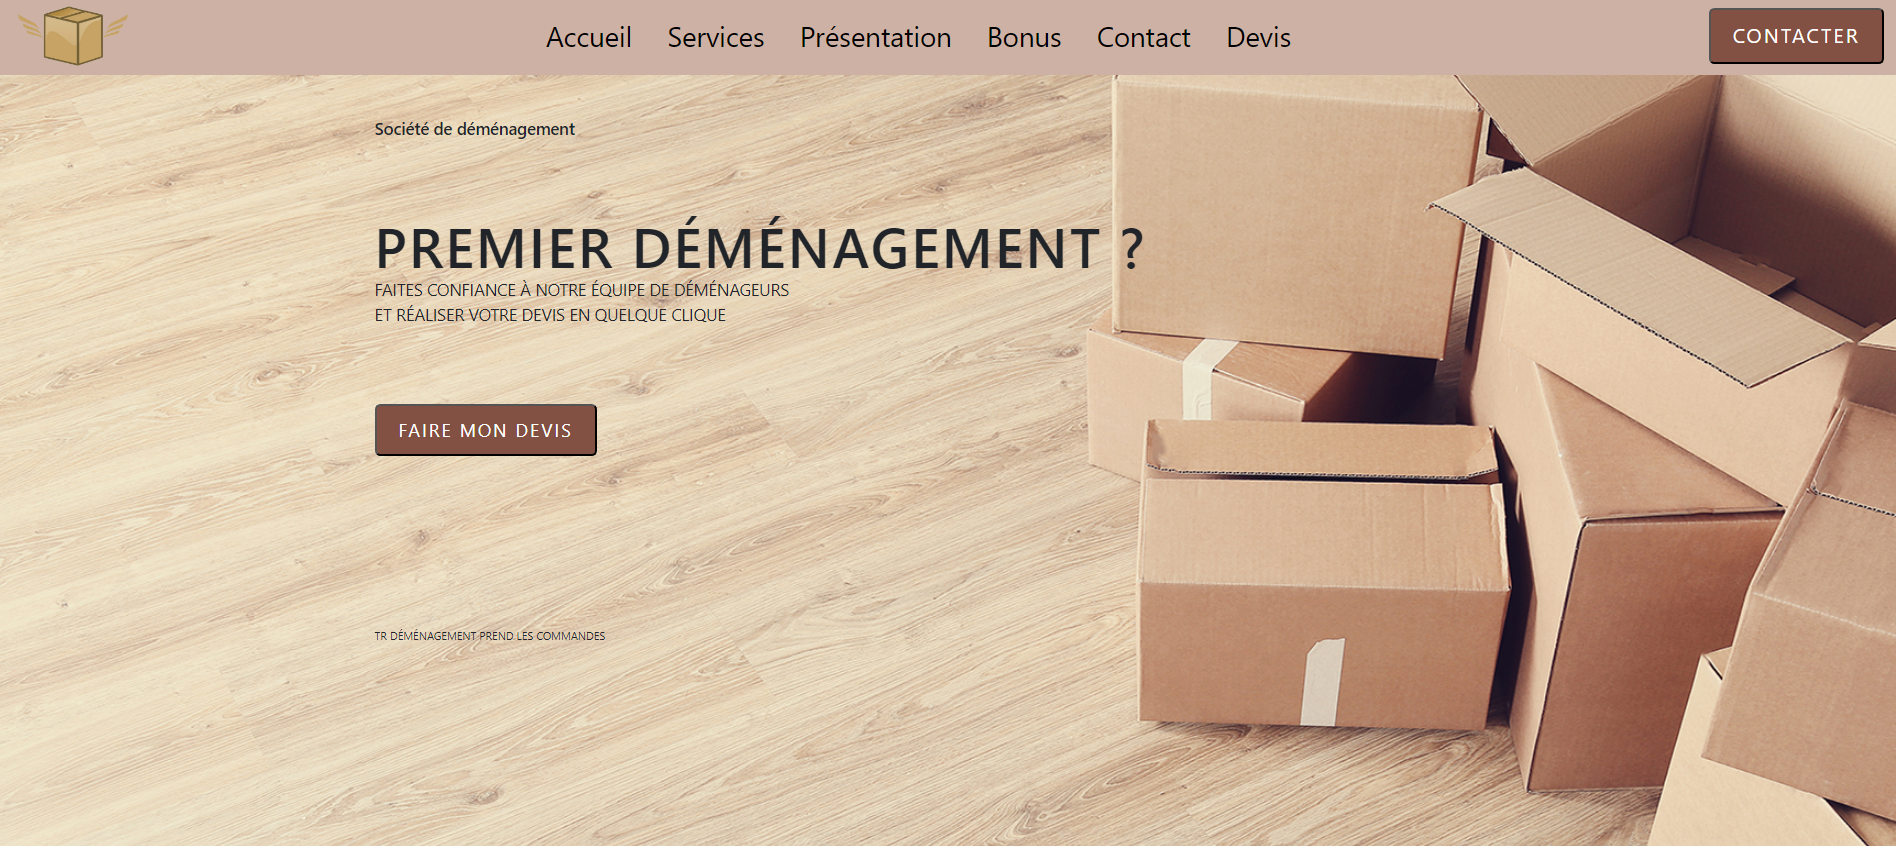 Accueil Services Présentation Bonus Contact Devis CONTACTER
Société de déménagement
PREMIER DÉMÉNAGEMENT ?
FAITES CONFIANCE À NOTRE ÉQUIPE DE DÉMÉNAGEURS
ET RÉALISER VOTRE DEVIS EN QUELQUE CLIQUE
FAIRE MON DEVIS
TR DÉMÉNAGEMENT PREND LES COMMANDES